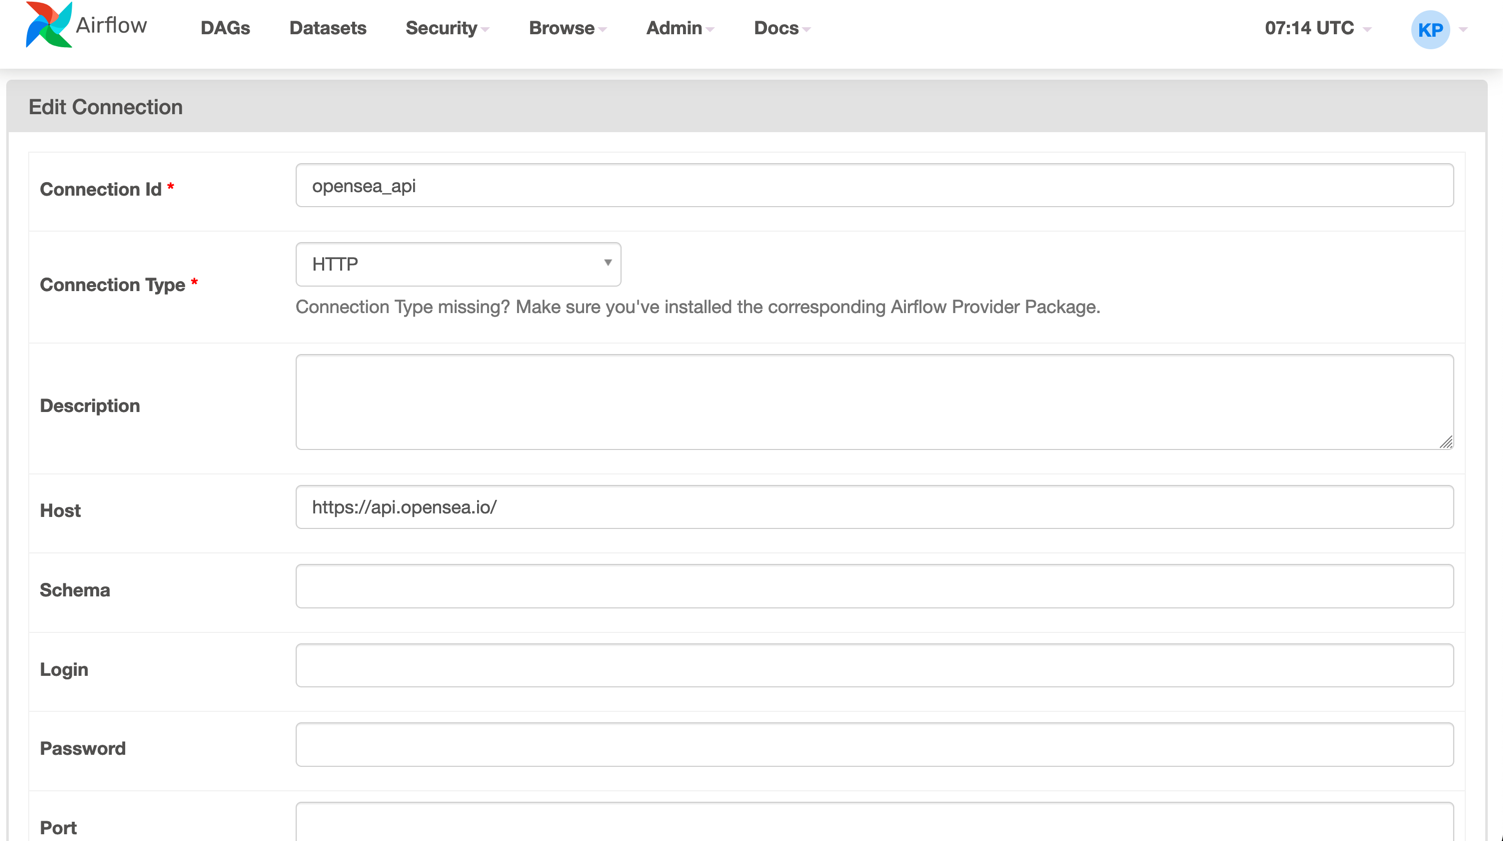 Airflow DAGs Datasets Security Browse Admin Docs 07:14 UTC KP
Edit Connection
Connection Id * opensea_api
Connection Type * HTTP
Connection Type missing? Make sure you've installed the corresponding Airflow Provider Package.
Description
Host https://api.opensea.io/
Schema
Login
Password
Port